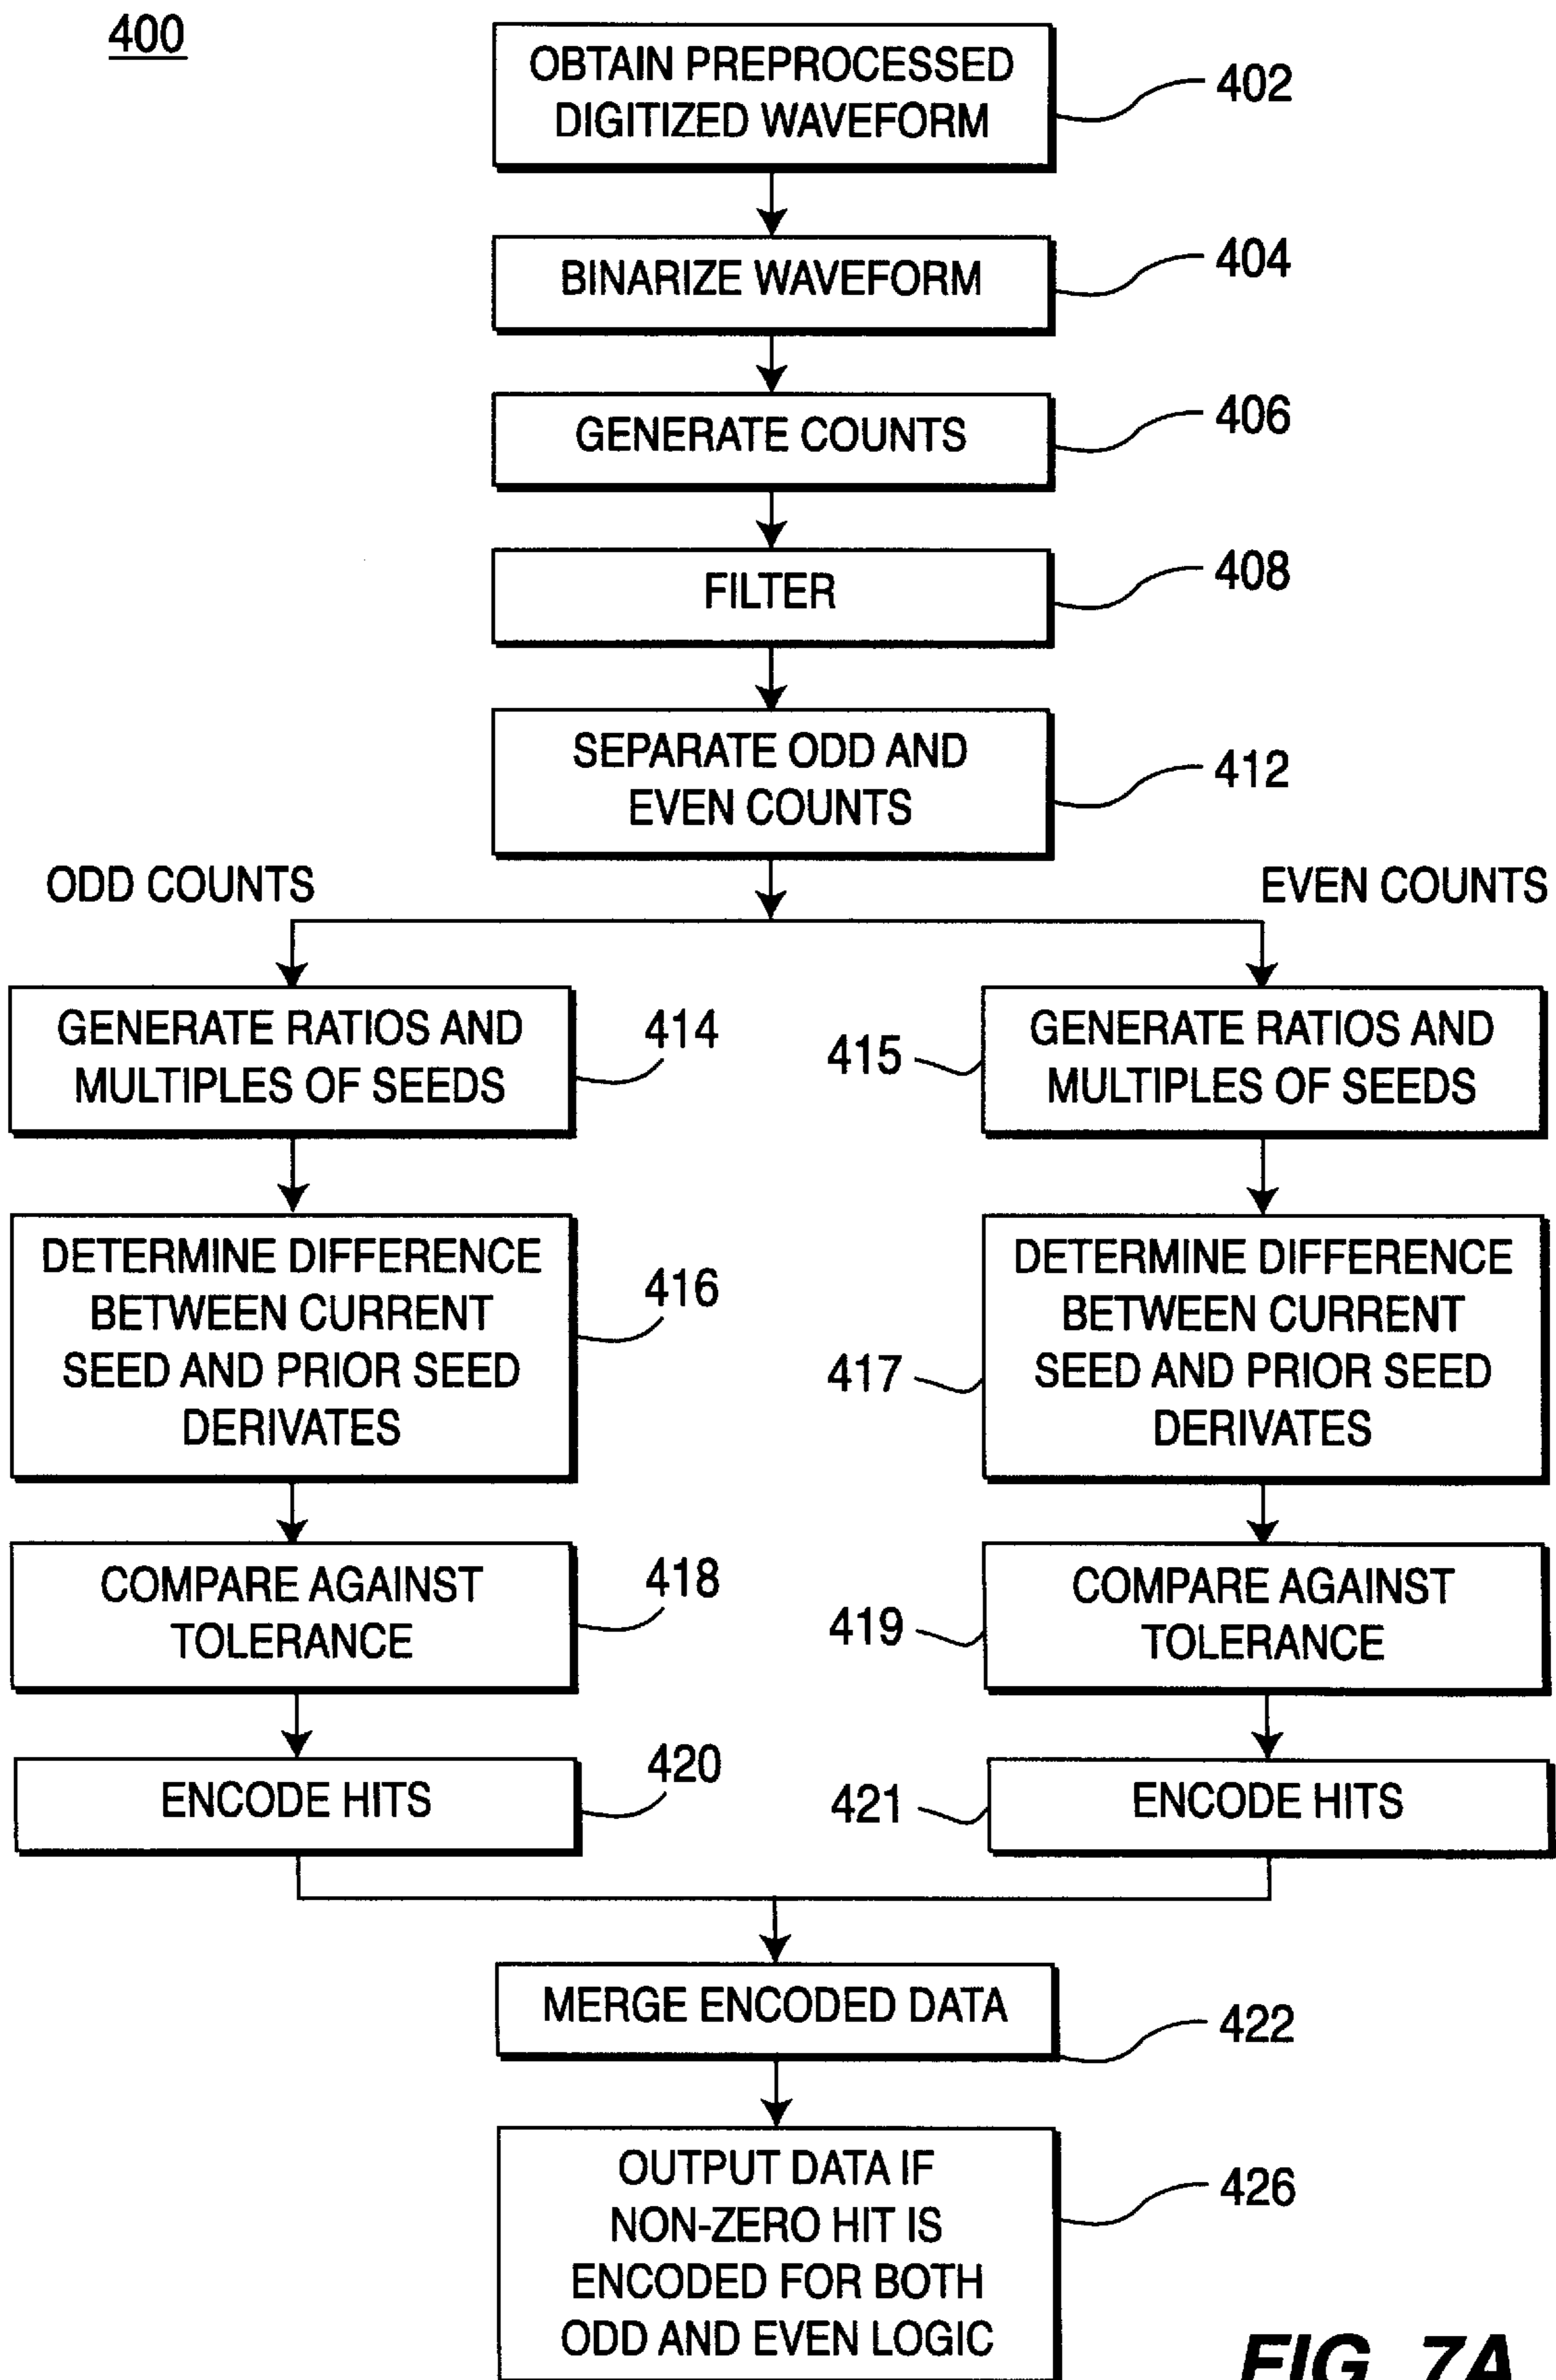 400
OBTAIN PREPROCESSED
DIGITIZED WAVEFORM
402
BINARIZE WAVEFORM
404
GENERATE COUNTS
406
FILTER
408
SEPARATE ODD AND
EVEN COUNTS
412
ODD COUNTS
EVEN COUNTS
GENERATE RATIOS AND
MULTIPLES OF SEEDS
414
415
GENERATE RATIOS AND
MULTIPLES OF SEEDS
DETERMINE DIFFERENCE
BETWEEN CURRENT
SEED AND PRIOR SEED
DERIVATES
416
417
DETERMINE DIFFERENCE
BETWEEN CURRENT
SEED AND PRIOR SEED
DERIVATES
COMPARE AGAINST
TOLERANCE
418
419
COMPARE AGAINST
TOLERANCE
ENCODE HITS
420
421
ENCODE HITS
MERGE ENCODED DATA
422
OUTPUT DATA IF
NON-ZERO HIT IS
ENCODED FOR BOTH
ODD AND EVEN LOGIC
426
FIG. 7A